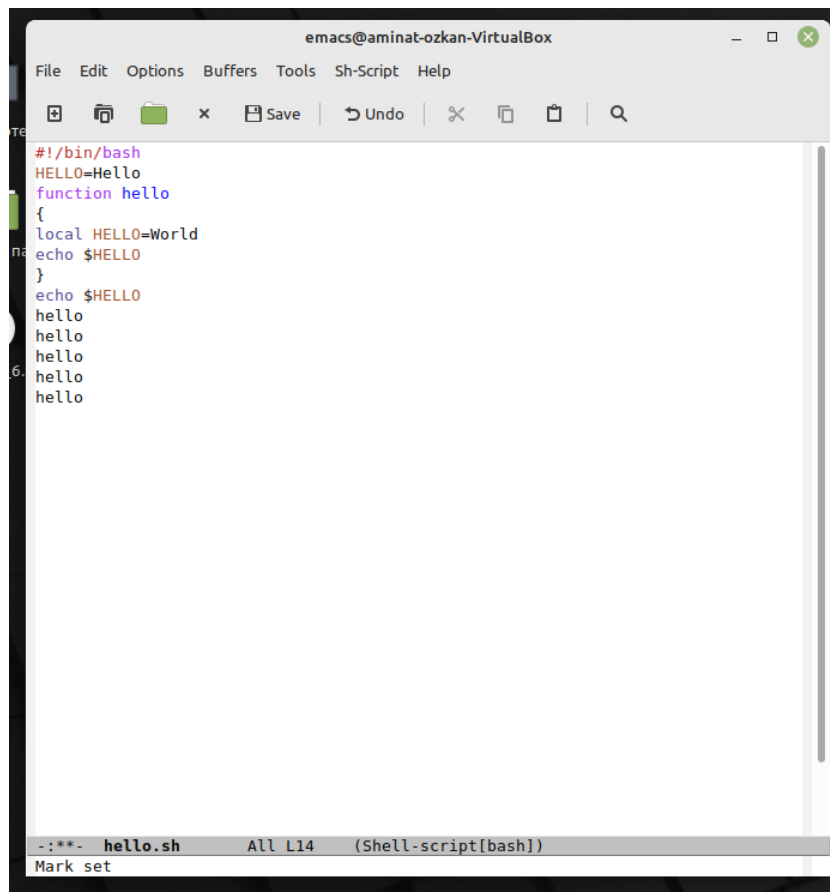 emacs@aminat-ozkan-VirtualBox
File Edit Options Buffers Tools Sh-Script Help
Save Undo
#!/bin/bash
HELLO=Hello
function hello
{
local HELLO=World
echo $HELLO
}
echo $HELLO
hello
hello
hello
hello
hello
-:**- hello.sh All L14 (Shell-script[bash])
Mark set